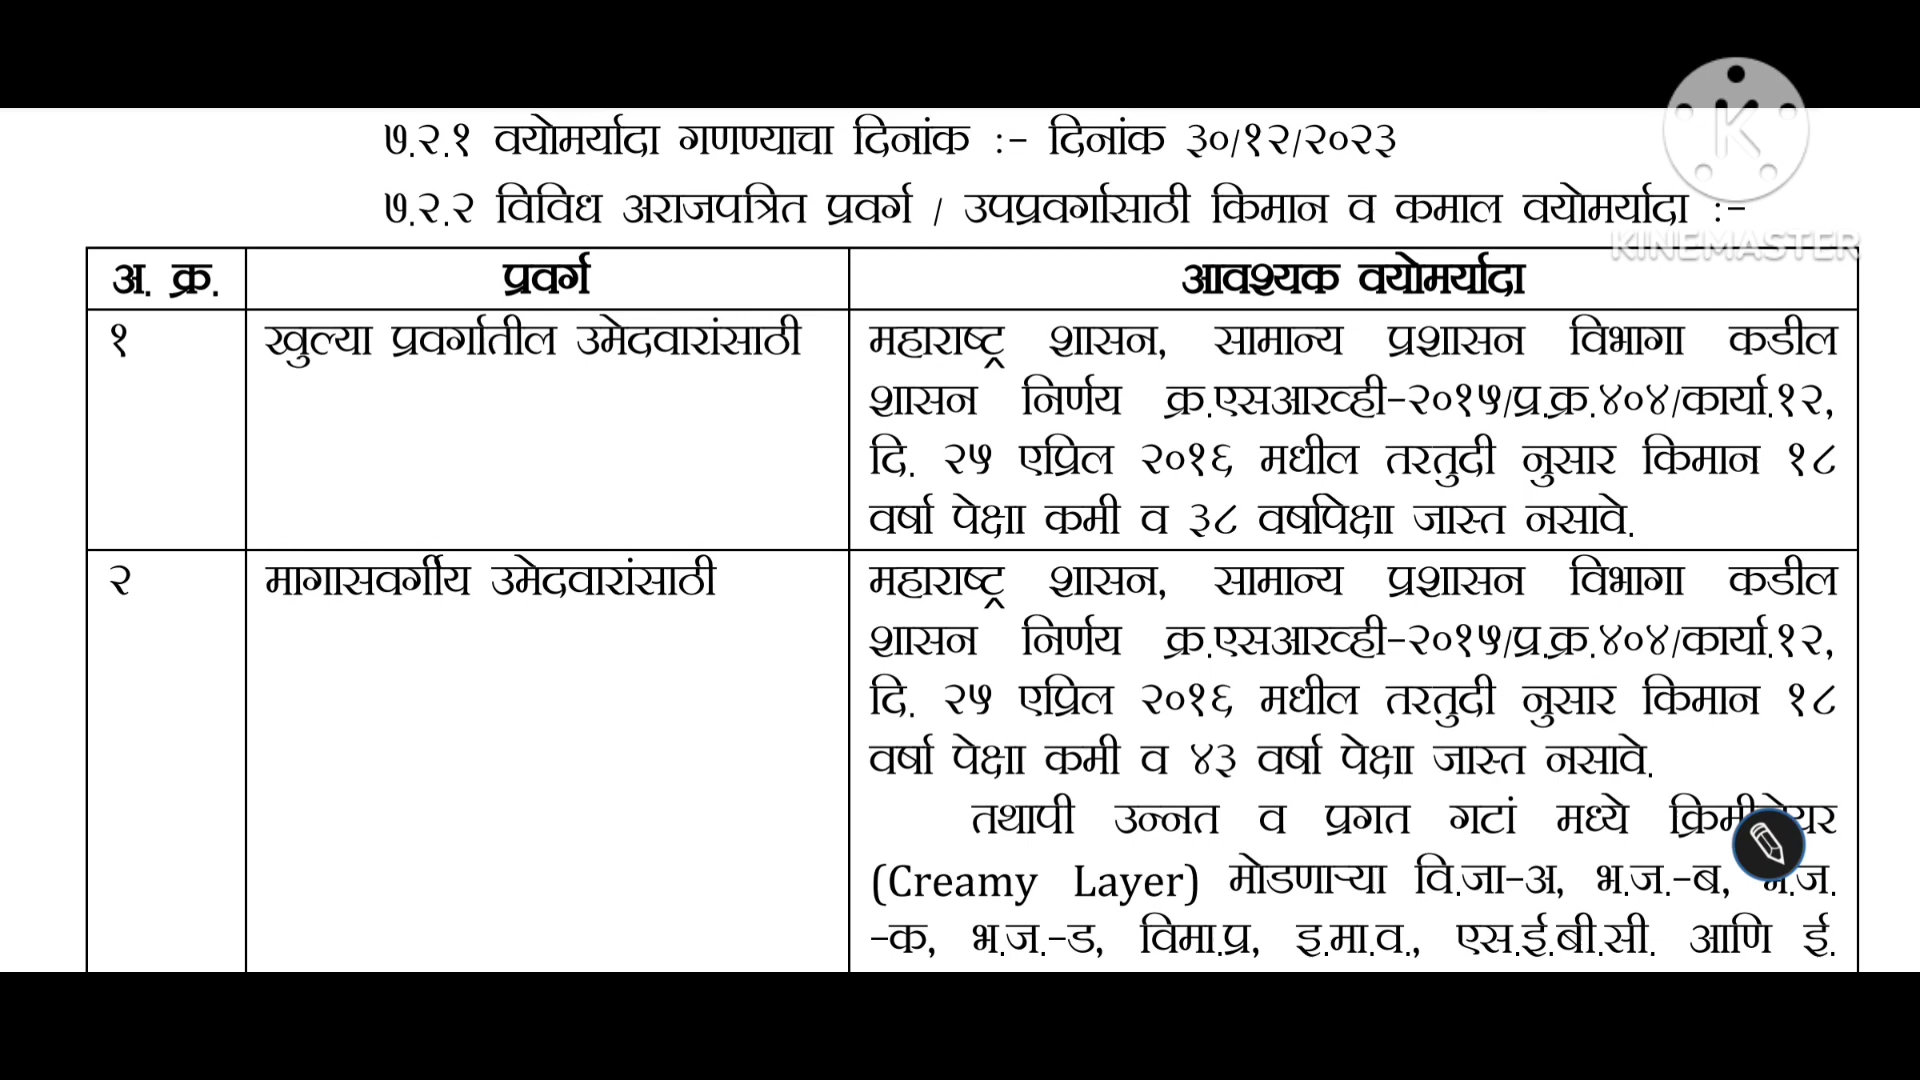 ७.२.१ वयोमर्यादा गणण्याचा दिनांक :- दिनांक ३०/१२/२०२३
७.२.२ विविध अराजपत्रित प्रवर्ग / उपप्रवर्गासाठी किमान व कमाल वयोमर्यादा :-
KINEMASTER
अ. क्र. प्रवर्ग आवश्यक वयोमर्यादा
१ खुल्या प्रवर्गातील उमेदवारांसाठी महाराष्ट्र शासन, सामान्य प्रशासन विभागा कडील
शासन निर्णय क्र.एसआरव्ही-२०१५/प्र.क्र.४०४/कार्या.१२,
दि. २५ एप्रिल २०१६ मधील तरतुदी नुसार किमान १८
वर्षा पेक्षा कमी व ३८ वर्षापेक्षा जास्त नसावे.
२ मागासवर्गीय उमेदवारांसाठी महाराष्ट्र शासन, सामान्य प्रशासन विभागा कडील
शासन निर्णय क्र.एसआरव्ही-२०१५/प्र.क्र.४०४/कार्या.१२,
दि. २५ एप्रिल २०१६ मधील तरतुदी नुसार किमान १८
वर्षा पेक्षा कमी व ४३ वर्षा पेक्षा जास्त नसावे.
तथापी उन्नत व प्रगत गटां मध्ये
(Creamy Layer) मोडणाऱ्या वि.जा-अ, भ.ज.-ब, भ.ज.
-क, भ.ज.-ड, विमा.प्र, इ.मा.व., एस.ई.बी.सी. आणि ई.